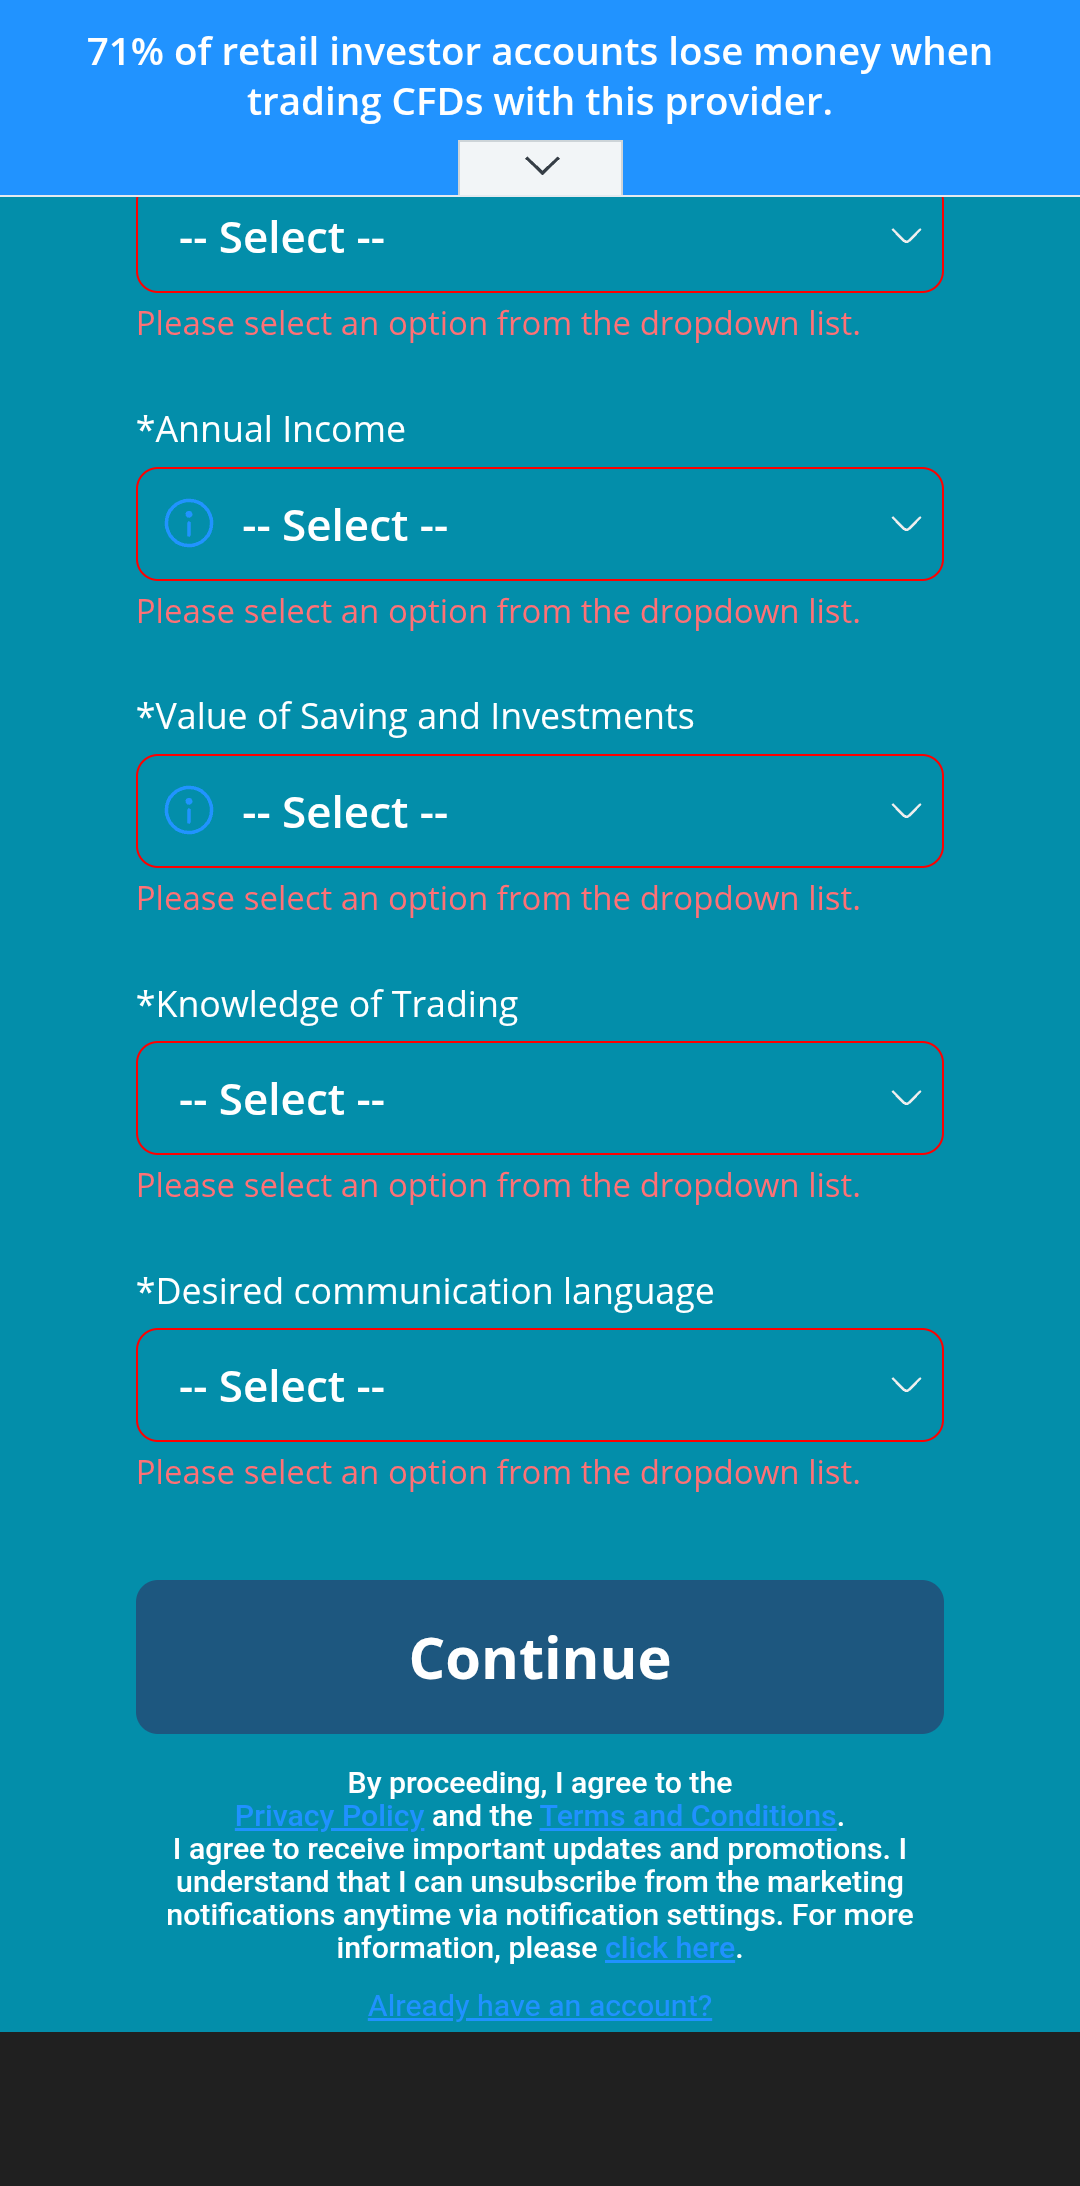 71% of retail investor accounts lose money when
trading CFDs with this provider.
-- Select --
Please select an option from the dropdown list.
*Annual Income
-- Select --
Please select an option from the dropdown list.
*Value of Saving and Investments
-- Select --
Please select an option from the dropdown list.
*Knowledge of Trading
-- Select --
Please select an option from the dropdown list.
*Desired communication language
-- Select --
Please select an option from the dropdown list.
Continue
By proceeding, I agree to the
Privacy Policy and the Terms and Conditions.
I agree to receive important updates and promotions. I
understand that I can unsubscribe from the marketing
notifications anytime via notification settings. For more
information, please click here.
Already have an account?